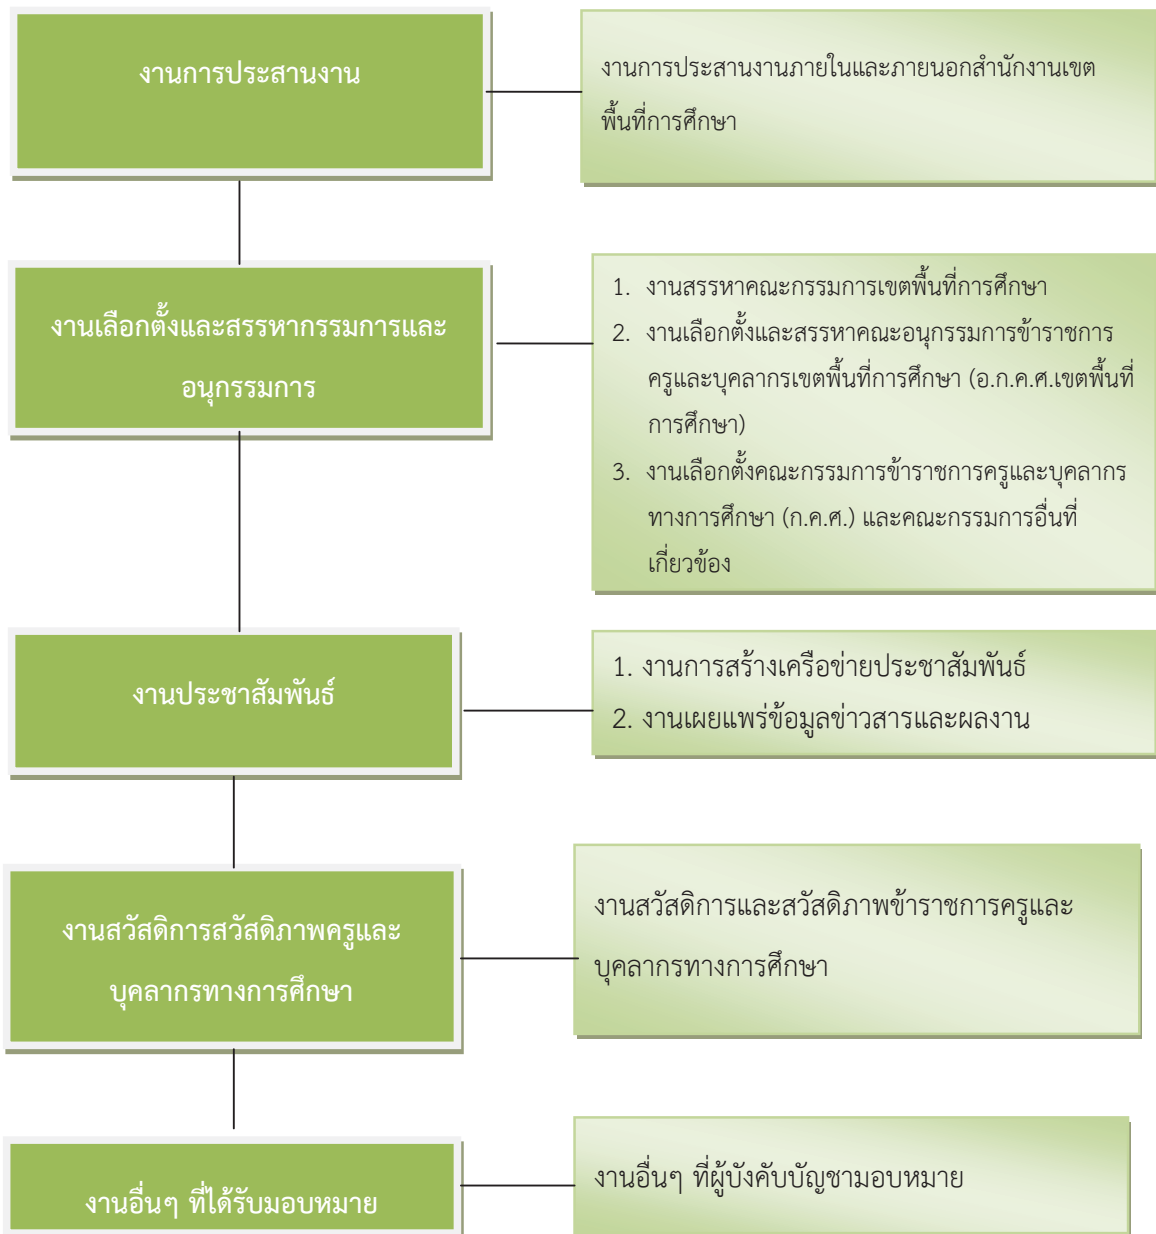 งานการประสานงาน
งานการประสานงานภายในและภายนอกสำนักงานเขต
พื้นที่การศึกษา
งานเลือกตั้งและสรรหากรรมการและ
อนุกรรมการ
1. งานสรรหาคณะกรรมการเขตพื้นที่การศึกษา
2. งานเลือกตั้งและสรรหาคณะอนุกรรมการข้าราชการ
ครูและบุคลากรเขตพื้นที่การศึกษา (อ.ก.ค.ศ.เขตพื้นที่
การศึกษา)
3. งานเลือกตั้งคณะกรรมการข้าราชการครูและบุคลากร
ทางการศึกษา (ก.ค.ศ.) และคณะกรรมการอื่นที่
เกี่ยวข้อง
งานประชาสัมพันธ์
1. งานการสร้างเครือข่ายประชาสัมพันธ์
2. งานเผยแพร่ข้อมูลข่าวสารและผลงาน
งานสวัสดิการสวัสดิภาพครูและ
บุคลากรทางการศึกษา
งานสวัสดิการและสวัสดิภาพข้าราชการครูและ
บุคลากรทางการศึกษา
งานอื่นๆ ที่ได้รับมอบหมาย
งานอื่นๆ ที่ผู้บังคับบัญชามอบหมาย